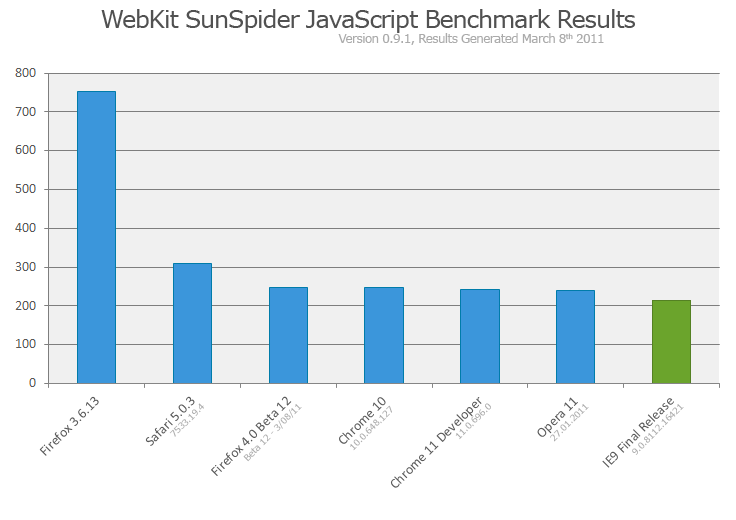 WebKit SunSpider JavaScript Benchmark Results
Version 0.9.1, Results Generated March 8th 2011
800
700
600
500
400
300
200
100
0
Firefox 3.6.13
Safari 5.0.3
7533.19.4
Firefox 4.0 Beta 12
Beta 12 - 3/08/11
Chrome 10
10.0.648.127
Chrome 11 Developer
11.0.696.0
Opera 11
27.01.2011
IE9 Final Release
9.0.8112.16421